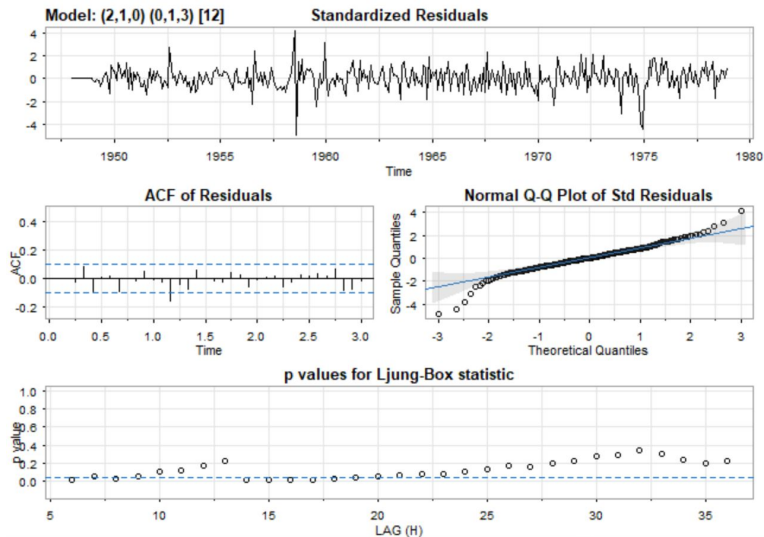 Model: (2,1,0) (0,1,3) [12]
Standardized Residuals
4
2
0
-2
-4
1950 1955 1960 1965 1970 1975 1980
Time
ACF of Residuals
ACF
0.4
0.2
0.0
-0.2
0.0 0.5 1.0 1.5 2.0 2.5 3.0
Time
Normal Q-Q Plot of Std Residuals
Sample Quantiles
4
2
0
-2
-4
-3 -2 -1 0 1 2 3
Theoretical Quantiles
p values for Ljung-Box statistic
p value
1.0
0.8
0.6
0.4
0.2
0.0
5 10 15 20 25 30 35
LAG (H)